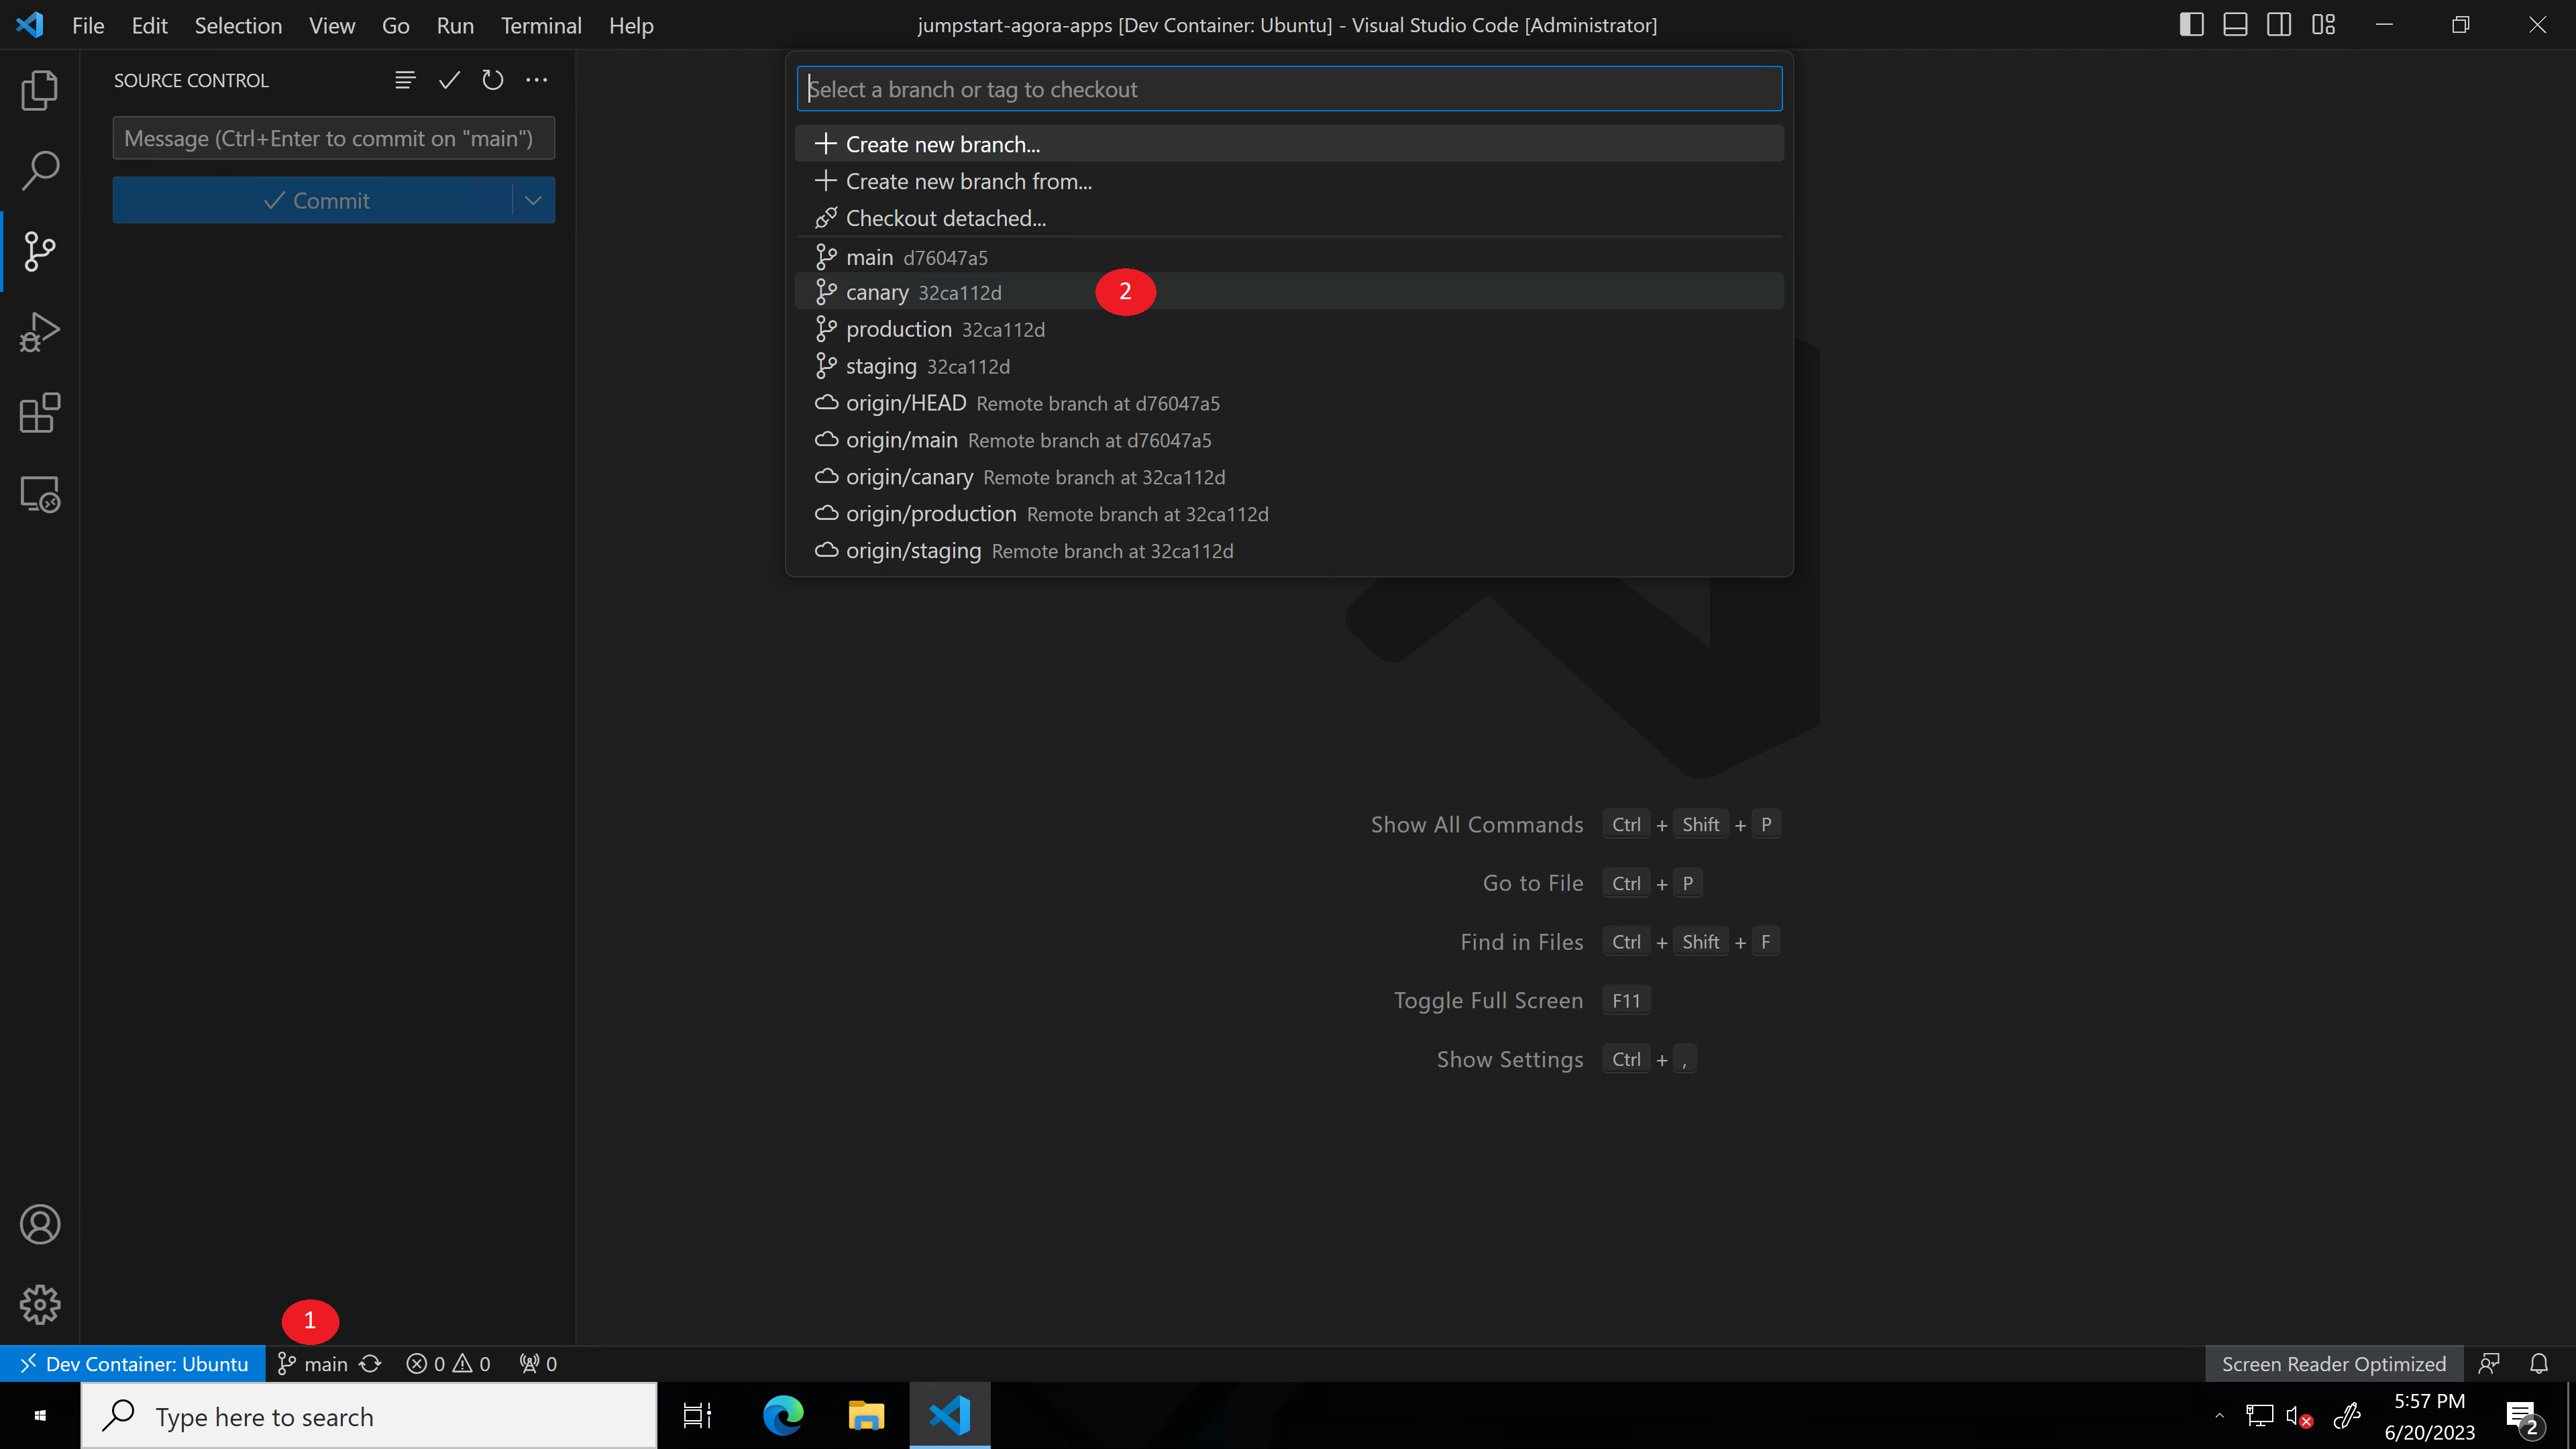 File Edit Selection View Go Run Terminal Help
jumpstart-agora-apps [Dev Container: Ubuntu] - Visual Studio Code [Administrator]
SOURCE CONTROL
Message (Ctrl+Enter to commit on "main")
Commit
Select a branch or tag to checkout
Create new branch...
Create new branch from...
Checkout detached...
main d76047a5
canary 32ca112d
2
production 32ca112d
staging 32ca112d
origin/HEAD Remote branch at d76047a5
origin/main Remote branch at d76047a5
origin/canary Remote branch at 32ca112d
origin/production Remote branch at 32ca112d
origin/staging Remote branch at 32ca112d
Show All Commands Ctrl + Shift + P
Go to File Ctrl + P
Find in Files Ctrl + Shift + F
Toggle Full Screen F11
Show Settings Ctrl + ,
1
Dev Container: Ubuntu main 0 0 0
Screen Reader Optimized
Type here to search
5:57 PM
6/20/2023
2